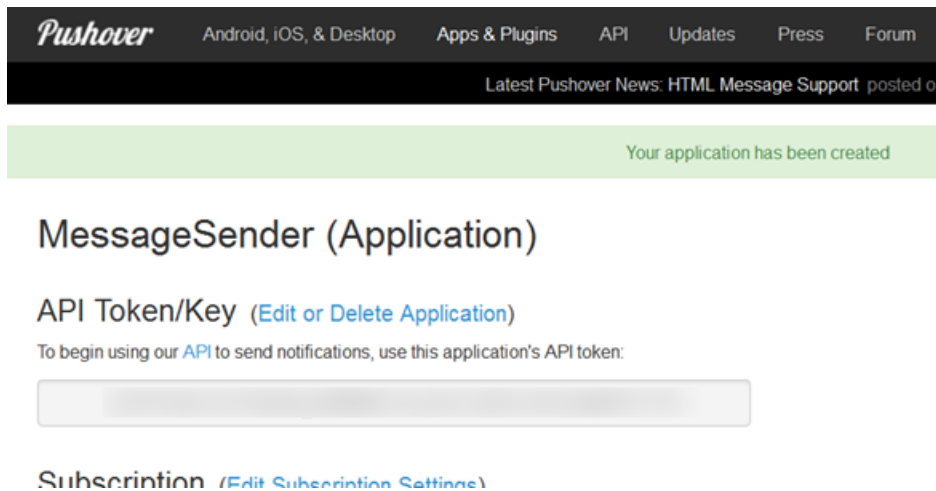 Pushover Android, iOS, & Desktop Apps & Plugins API Updates Press Forum
Latest Pushover News: HTML Message Support posted o
Your application has been created
MessageSender (Application)
API Token/Key (Edit or Delete Application)
To begin using our API to send notifications, use this application's API token:
Subscription (Edit Subscription Settings)